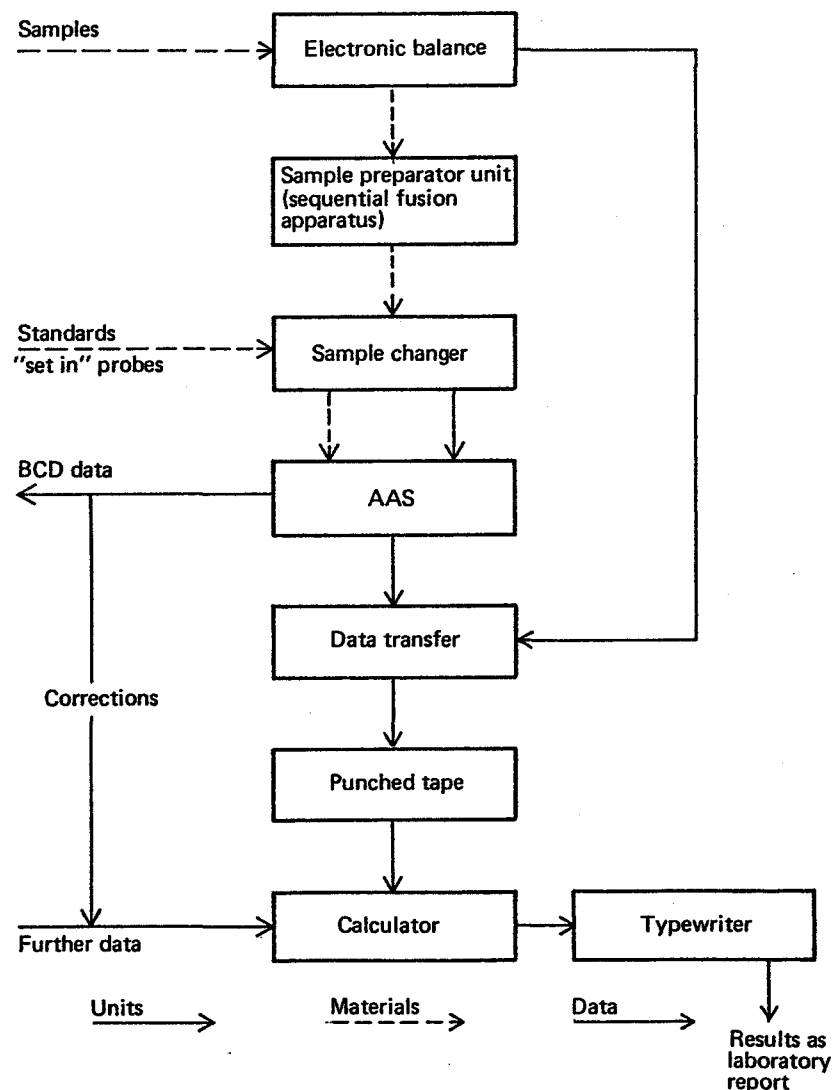 Samples
Electronic balance
Sample preparator unit
(sequential fusion
apparatus)
Standards
"set in" probes
Sample changer
BCD data
AAS
Data transfer
Corrections
Punched tape
Further data
Calculator
Typewriter
Units
Materials
Data
Results as
laboratory
report